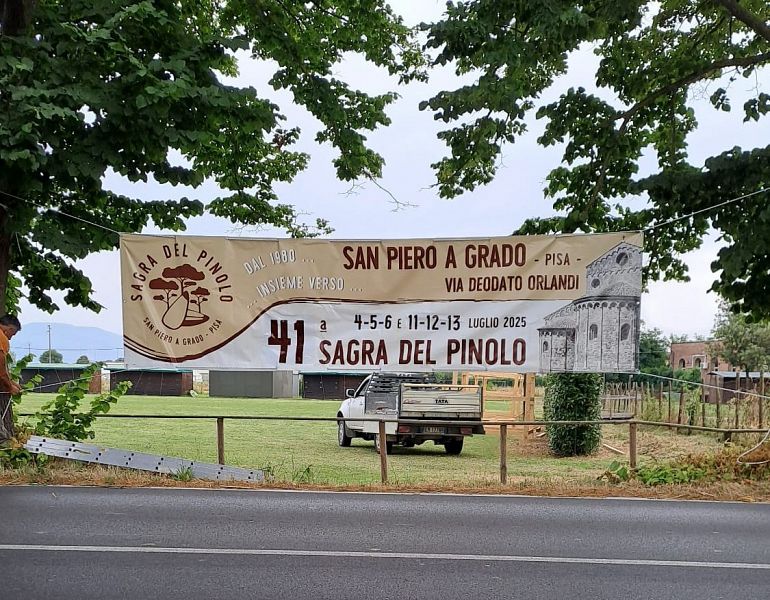 SAGRA DEL PINOLO
SAN PIERO A GRADO - PISA
DAL 1980 ...
... INSIEME VERSO ...
SAN PIERO A GRADO - PISA -
VIA DEODATO ORLANDI
4-5-6 E 11-12-13 LUGLIO 2025
41ª SAGRA DEL PINOLO
TATA